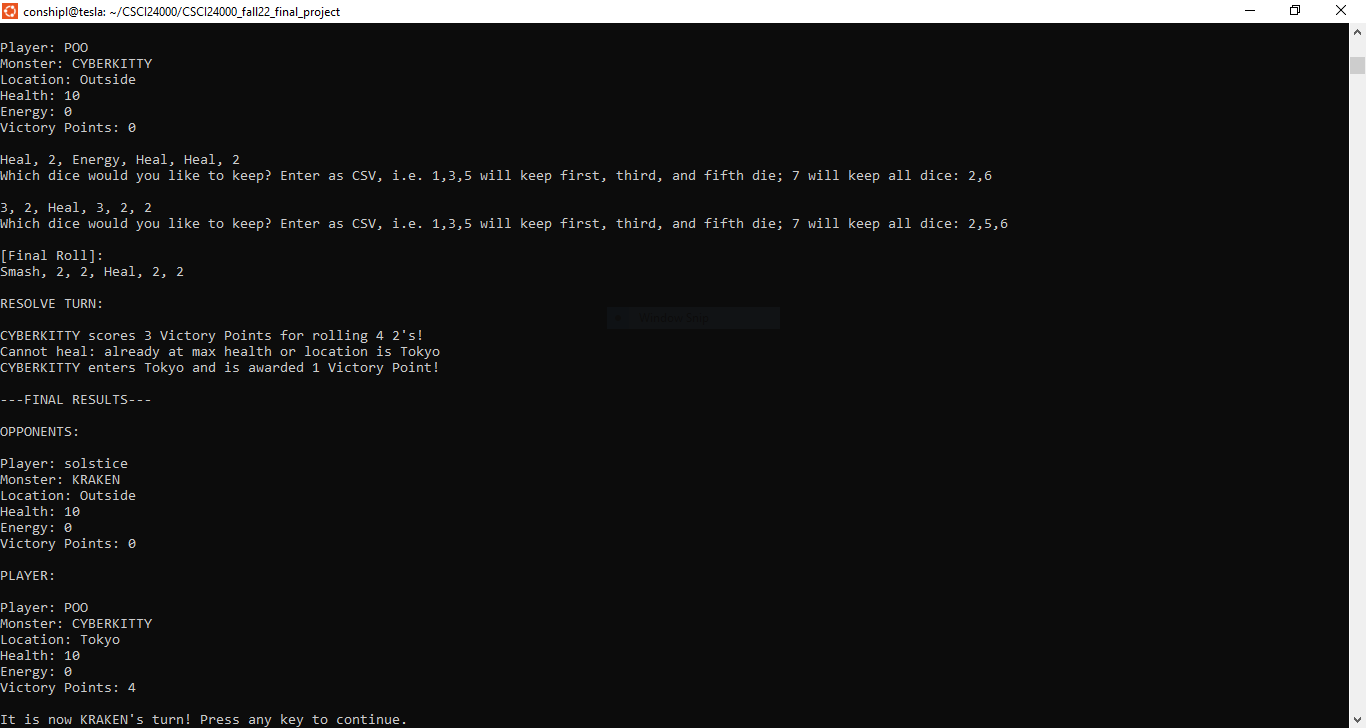 conshipl@tesla: ~/CSCI24000/CSCI24000_fall22_final_project
Player: POO
Monster: CYBERKITTY
Location: Outside
Health: 10
Energy: 0
Victory Points: 0
Heal, 2, Energy, Heal, Heal, 2
Which dice would you like to keep? Enter as CSV, i.e. 1,3,5 will keep first, third, and fifth die; 7 will keep all dice: 2,6
3, 2, Heal, 3, 2, 2
Which dice would you like to keep? Enter as CSV, i.e. 1,3,5 will keep first, third, and fifth die; 7 will keep all dice: 2,5,6
[Final Roll]:
Smash, 2, 2, Heal, 2, 2
RESOLVE TURN:
CYBERKITTY scores 3 Victory Points for rolling 4 2's!
Cannot heal: already at max health or location is Tokyo
CYBERKITTY enters Tokyo and is awarded 1 Victory Point!
---FINAL RESULTS---
OPPONENTS:
Player: solstice
Monster: KRAKEN
Location: Outside
Health: 10
Energy: 0
Victory Points: 0
PLAYER:
Player: POO
Monster: CYBERKITTY
Location: Tokyo
Health: 10
Energy: 0
Victory Points: 4
It is now KRAKEN's turn! Press any key to continue.